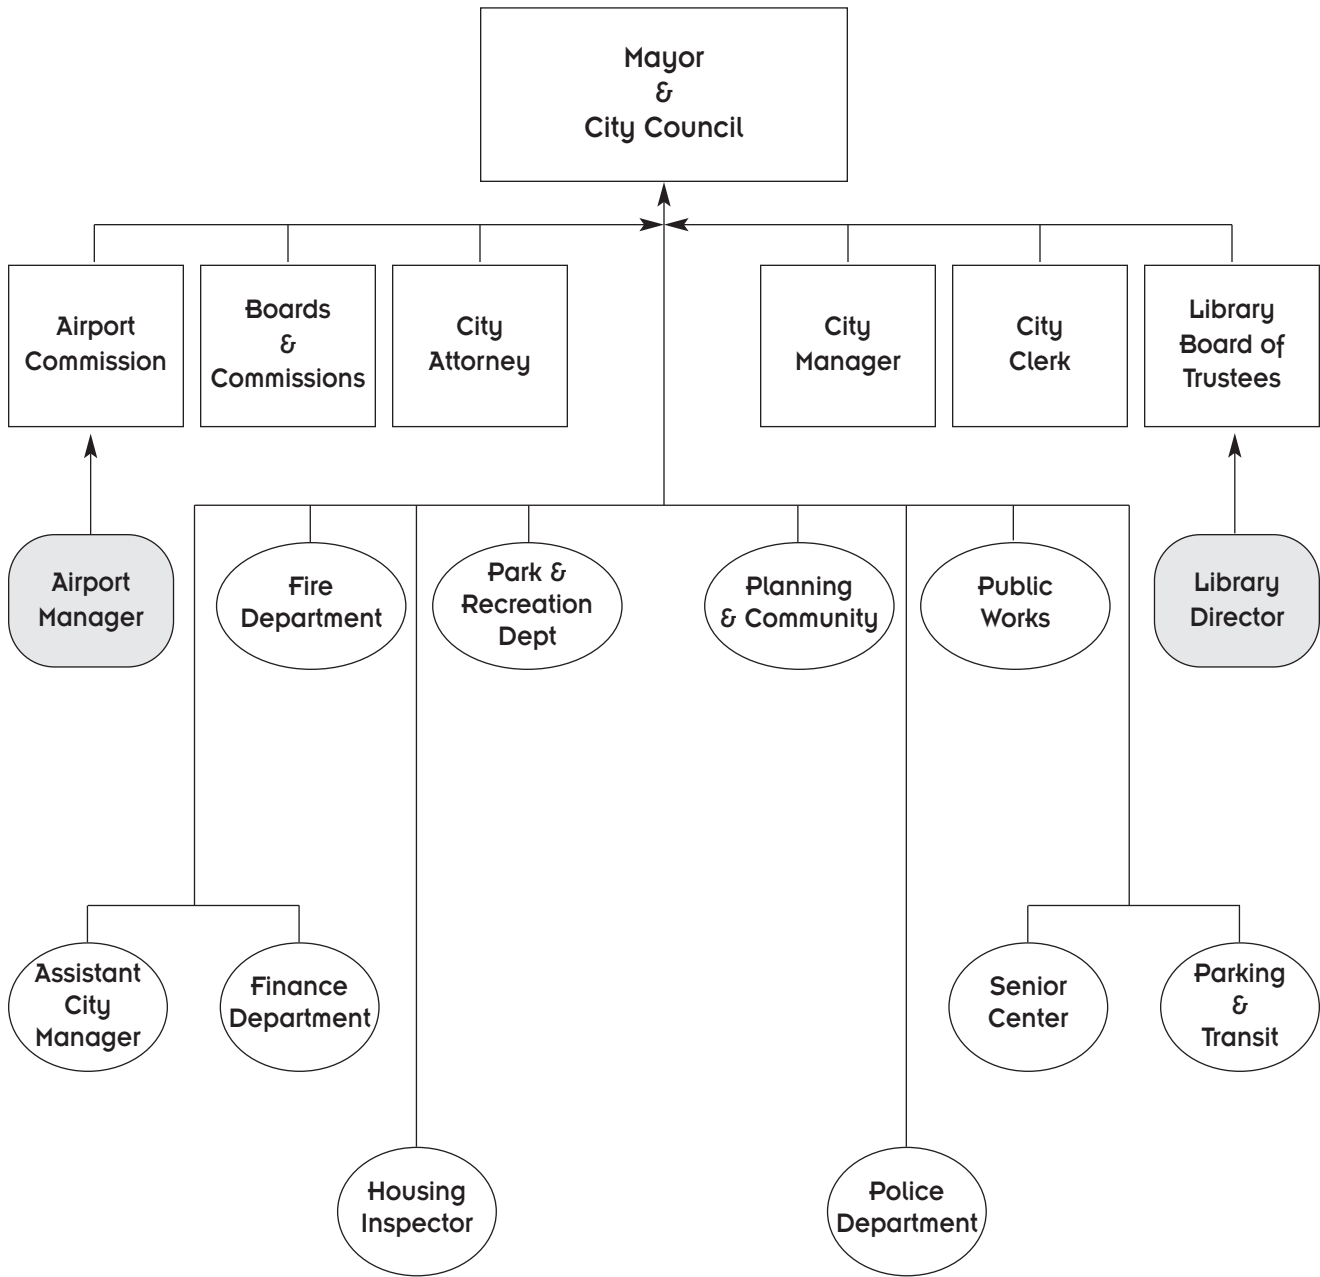 Mayor
&
City Council
Airport
Commission
Boards
&
Commissions
City
Attorney
City
Manager
City
Clerk
Library
Board of
Trustees
Airport
Manager
Fire
Department
Park &
Recreation
Dept
Planning
& Community
Public
Works
Library
Director
Assistant
City
Manager
Finance
Department
Senior
Center
Parking
&
Transit
Housing
Inspector
Police
Department